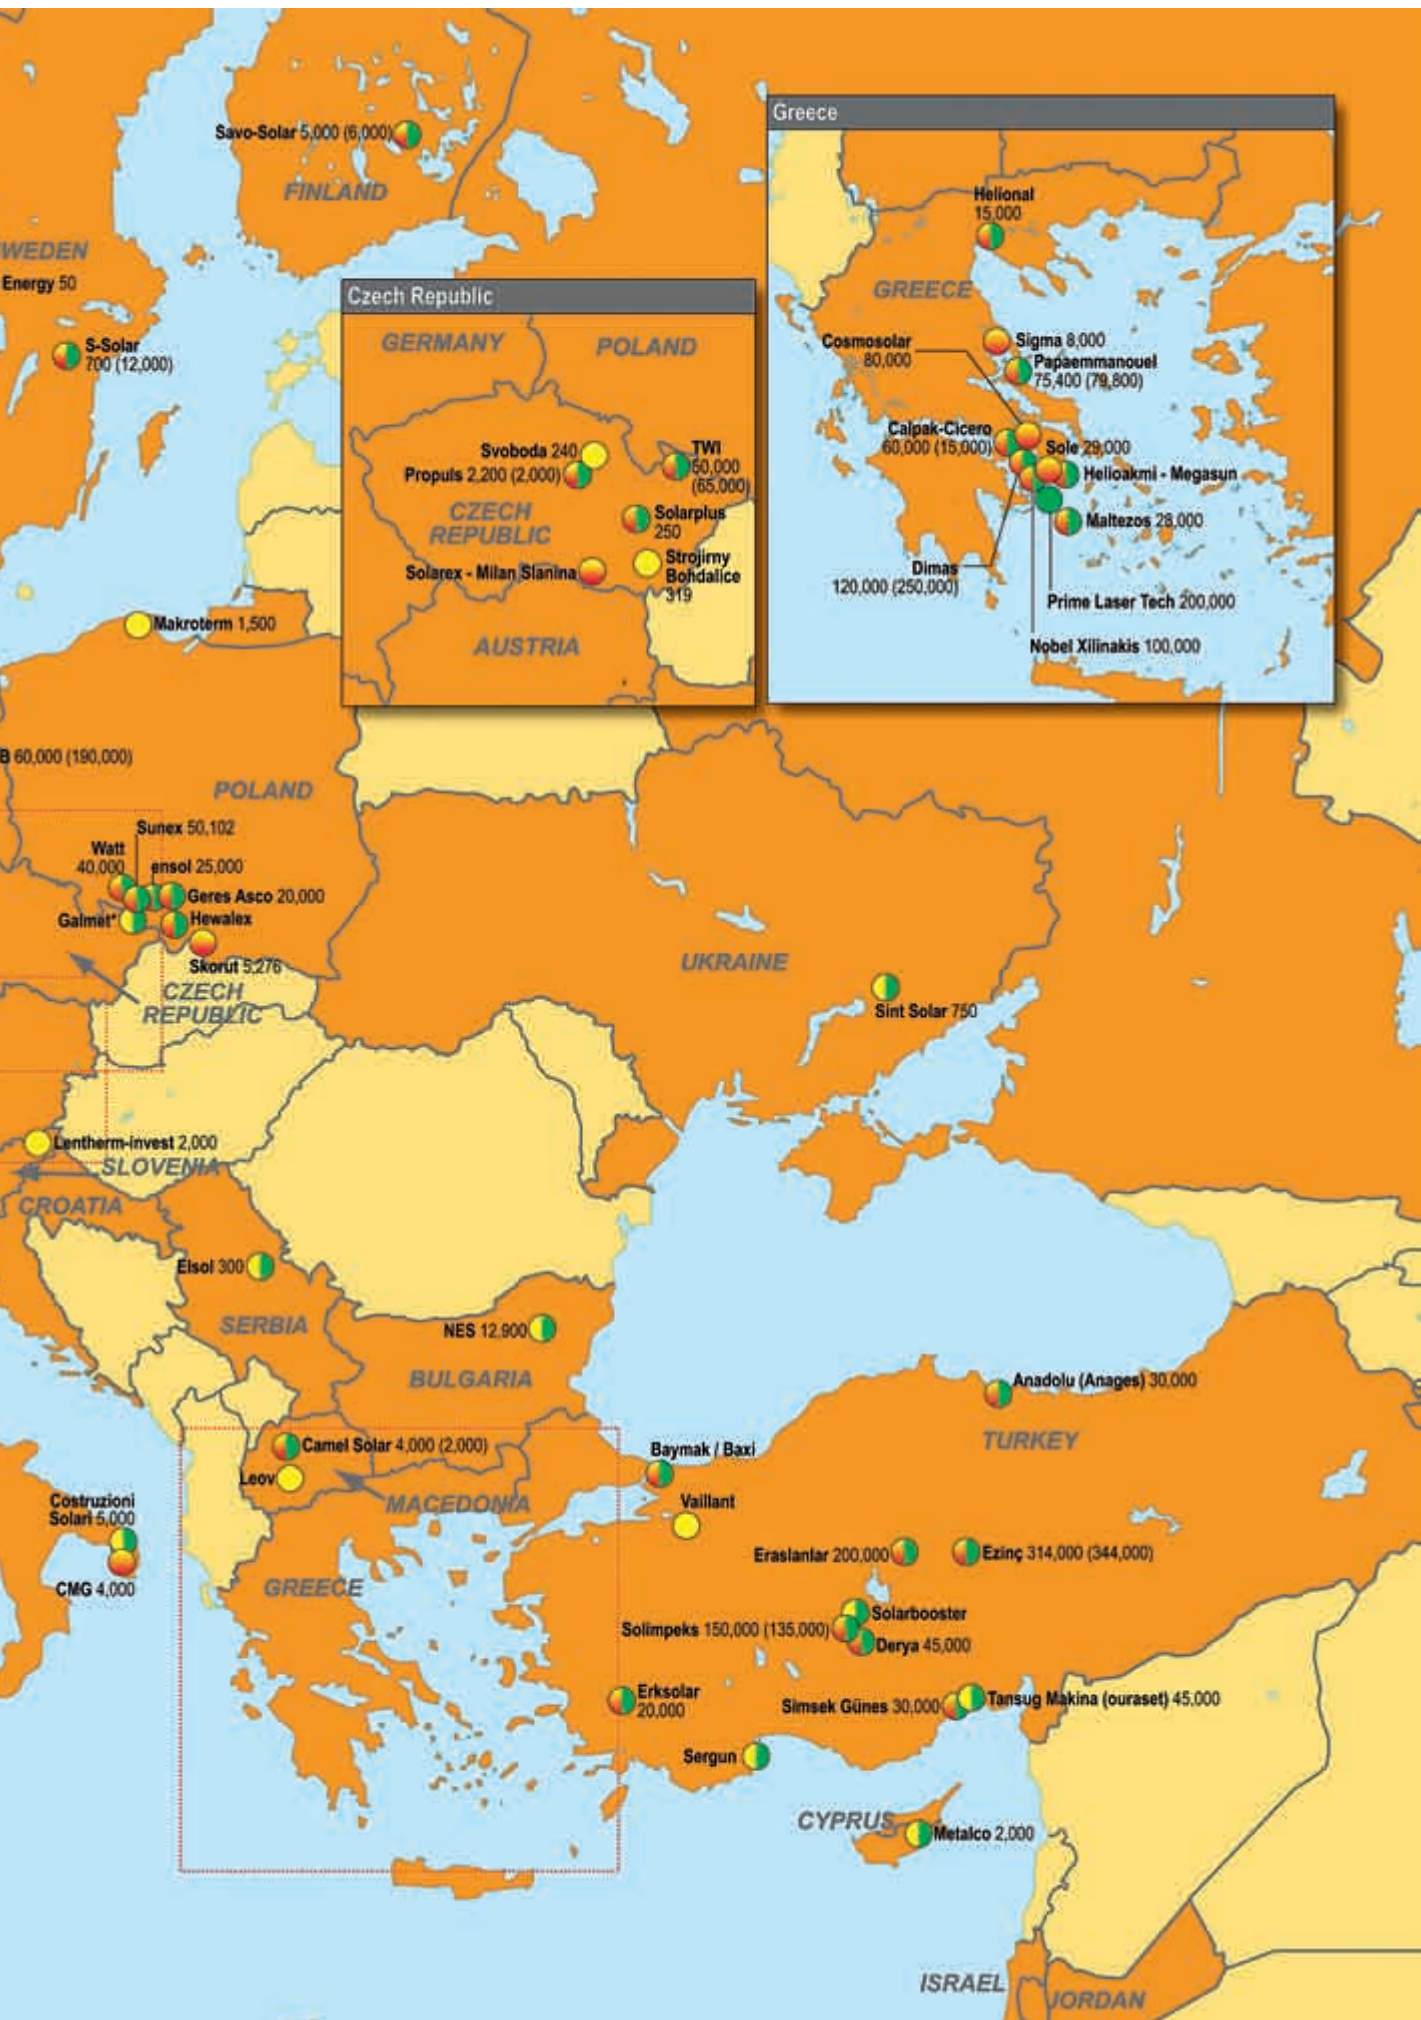 Savo-Solar 5,000 (6,000)
FINLAND
WEDEN
Energy 50
S-Solar
700 (12,000)
Greece
Helional
15,000
GREECE
Cosmosolar
80,000
Sigma 8,000
Papaemmanouel
75,400 (79,800)
Calpak-Cicero
60,000 (15,000)
Sole 29,000
Helioakmi - Megasun
Maltezos 28,000
Dimas
120,000 (250,000)
Prime Laser Tech 200,000
Nobel Xilinakis 100,000
Czech Republic
GERMANY
POLAND
Svoboda 240
Propuls 2,200 (2,000)
TWI
50,000
(65,000)
CZECH
REPUBLIC
Solarplus
250
Solarex - Milan Slanina
Strojirny
Bohdalice
319
AUSTRIA
Makroterm 1,500
B 60,000 (190,000)
POLAND
Sunex 50,102
Watt
40,000
ensol 25,000
Geres Asco 20,000
Galmet*
Hewalex
Skorut 5,276
CZECH
REPUBLIC
UKRAINE
Sint Solar 750
Lentherm-invest 2,000
SLOVENIA
CROATIA
Elsol 300
SERBIA
NES 12.900
BULGARIA
Anadolu (Anages) 30,000
TURKEY
Camel Solar 4,000 (2,000)
Baymak / Baxi
Leov
MACEDONIA
Vaillant
Costruzioni
Solari 5,000
CMG 4,000
GREECE
Eraslanlar 200,000
Ezinç 314,000 (344,000)
Solarbooster
Solimpeks 150,000 (135,000)
Derya 45,000
Erksolar
20,000
Simsek Günes 30,000
Tansug Makina (ouraset) 45,000
Sergun
CYPRUS
Metalco 2,000
ISRAEL
JORDAN